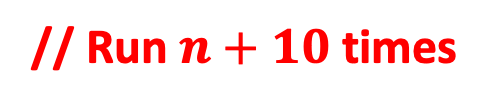 // Run n + 10 times